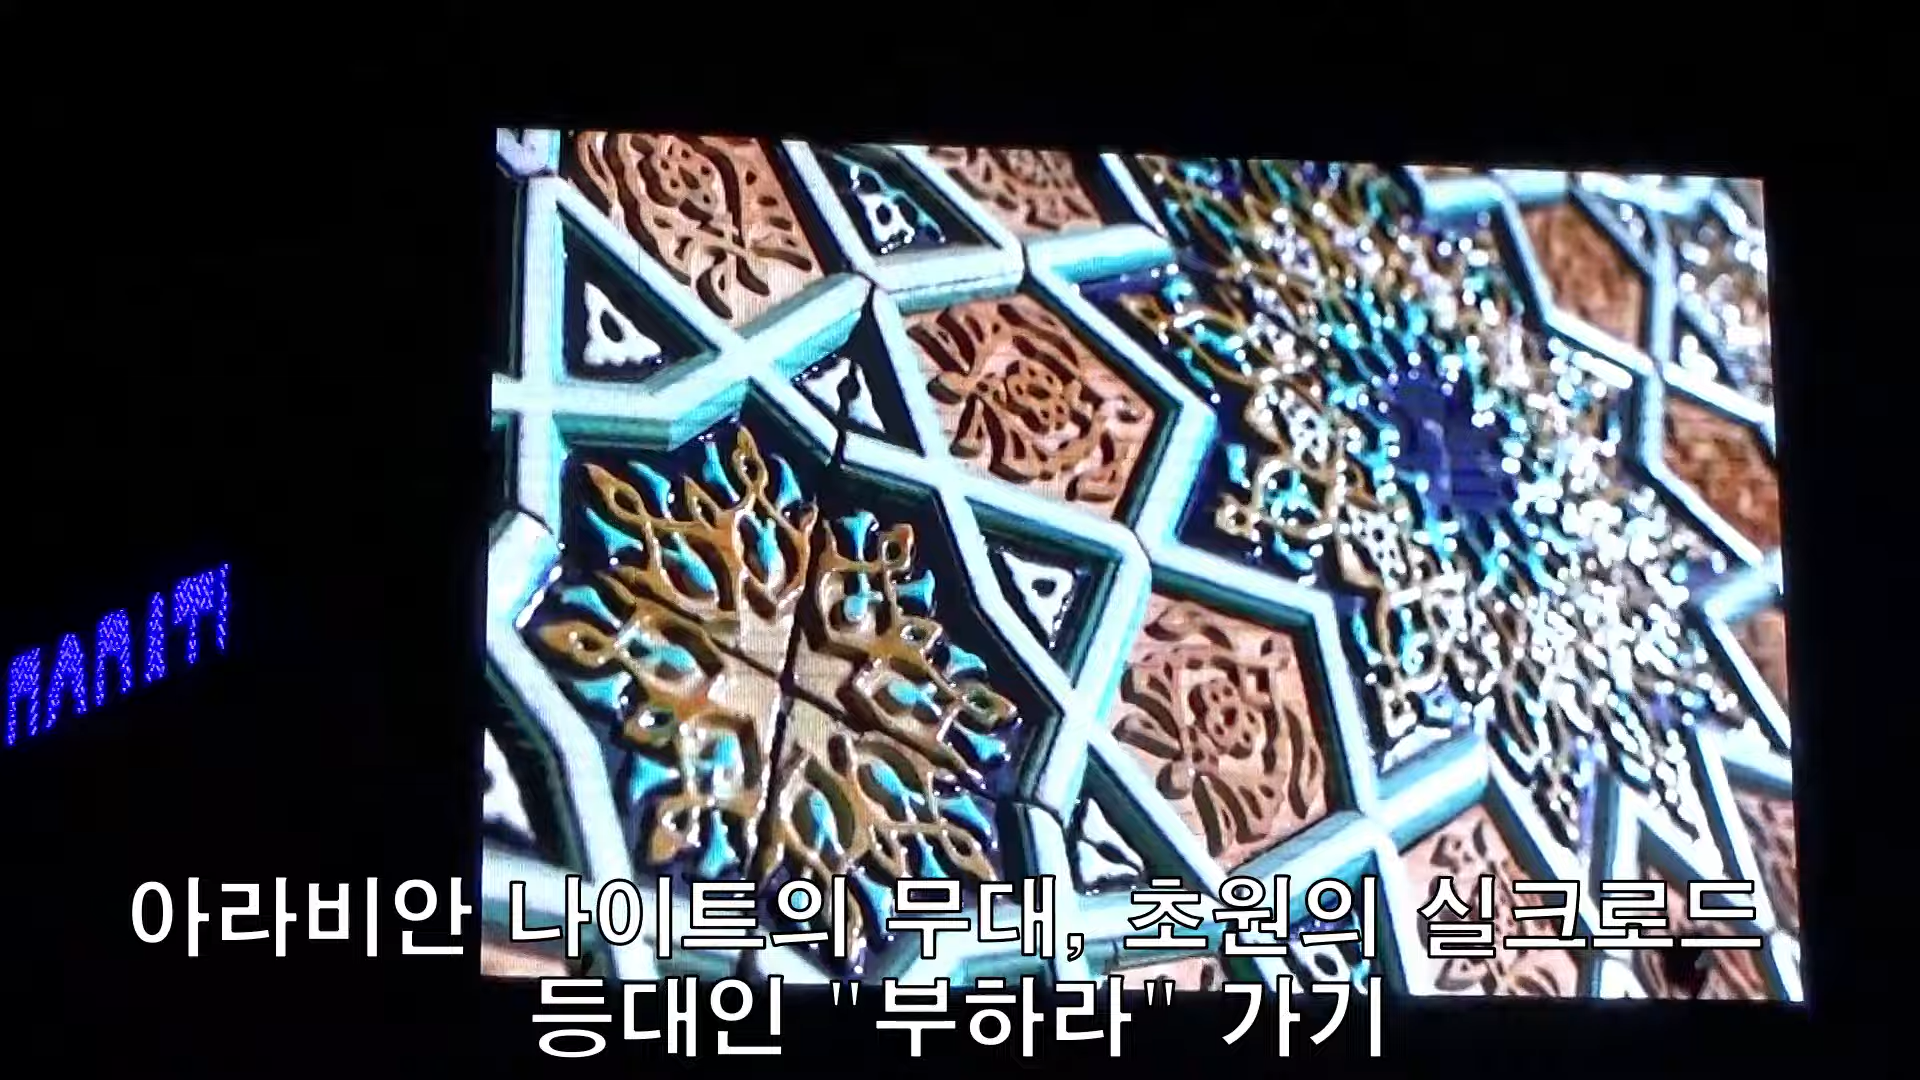 아라비안 나이트의 무대, 초원의 실크로드
등대인 "부하라" 가기